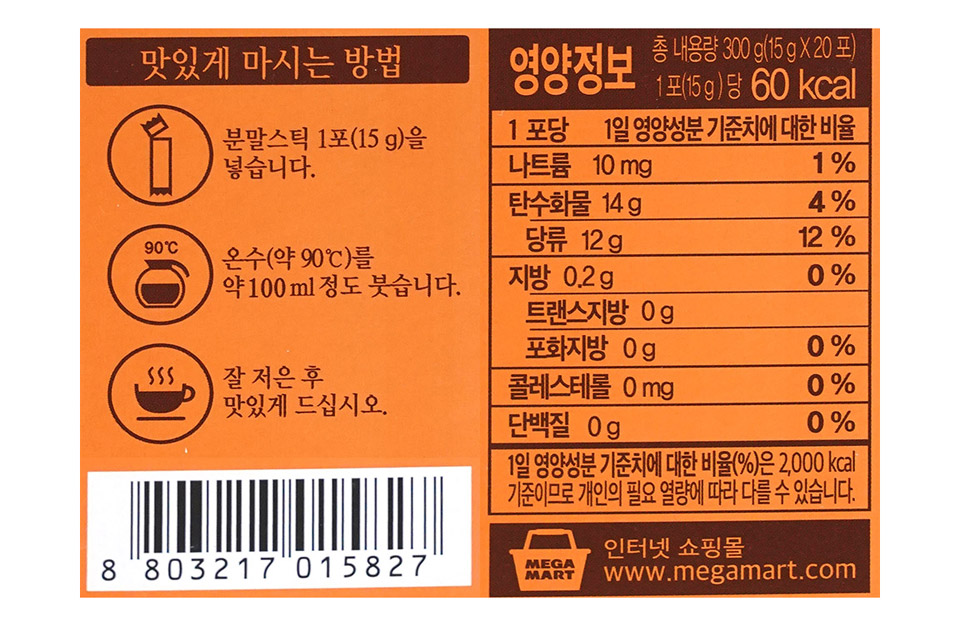 맛있게 마시는 방법
분말스틱 1포(15 g)을
넣습니다.
90℃
온수(약 90℃)를
약 100 ml 정도 붓습니다.
잘 저은 후
맛있게 드십시오.
8 803217 015827
영양정보
총 내용량 300 g(15 g X 20 포)
1 포(15 g) 당 60 kcal
1 포당 1일 영양성분 기준치에 대한 비율
나트륨 10 mg 1 %
탄수화물 14 g 4 %
당류 12 g 12 %
지방 0.2 g 0 %
트랜스지방 0 g
포화지방 0 g 0 %
콜레스테롤 0 mg 0 %
단백질 0 g 0 %
1일 영양성분 기준치에 대한 비율(%)은 2,000 kcal
기준이므로 개인의 필요 열량에 따라 다를 수 있습니다.
MEGA
MART
인터넷 쇼핑몰
www.megamart.com